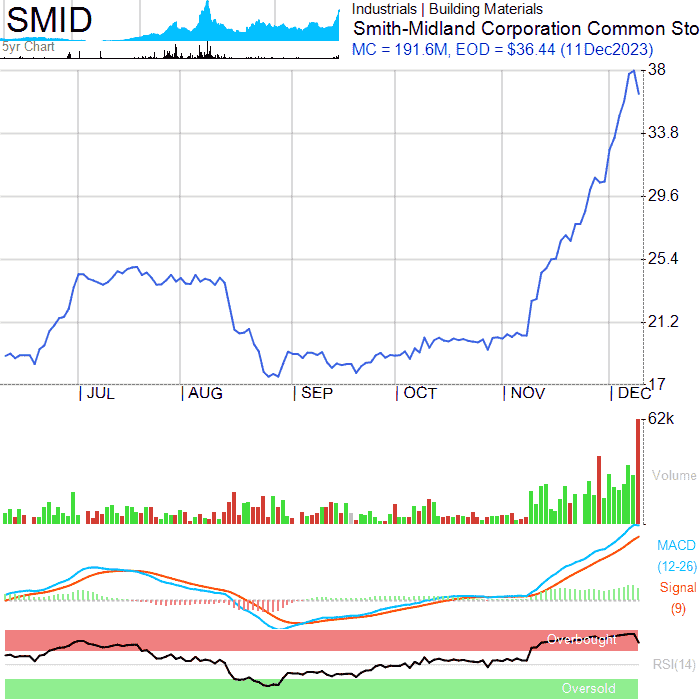 SMID
5yr Chart
Industrials | Building Materials
Smith-Midland Corporation Common Sto
MC = 191.6M, EOD = $36.44 (11Dec2023)
38
33.8
29.6
25.4
21.2
17
JUL AUG SEP OCT NOV DEC
62k
Volume
MACD
(12-26)
Signal
(9)
Overbought
RSI(14)
Oversold